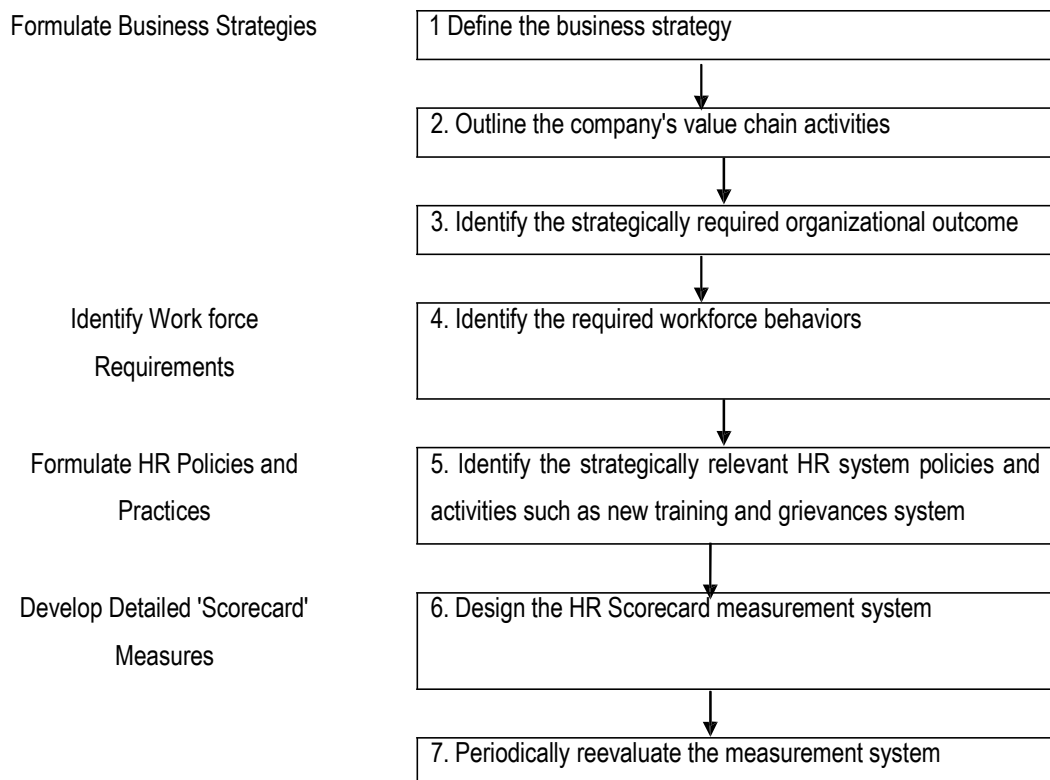 Formulate Business Strategies
1 Define the business strategy
2. Outline the company's value chain activities
3. Identify the strategically required organizational outcome
Identify Work force
Requirements
4. Identify the required workforce behaviors
Formulate HR Policies and
Practices
5. Identify the strategically relevant HR system policies and
activities such as new training and grievances system
Develop Detailed 'Scorecard'
Measures
6. Design the HR Scorecard measurement system
7. Periodically reevaluate the measurement system